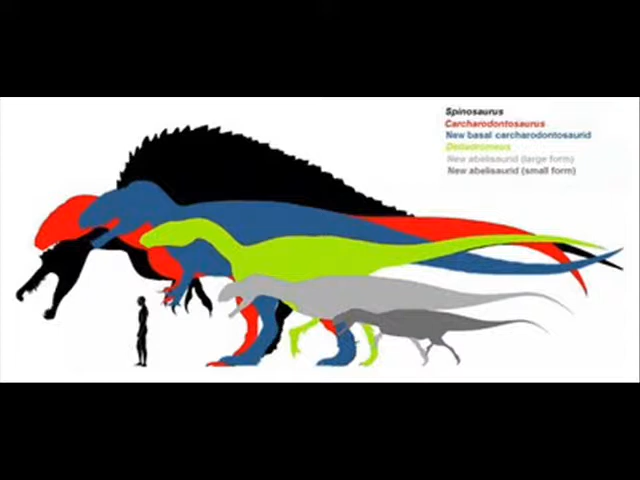 Spinosaurus
Carcharodontosaurus
New basal carcharodontosaurid
Deltadromeus
New abelisaurid (large form)
New abelisaurid (small form)